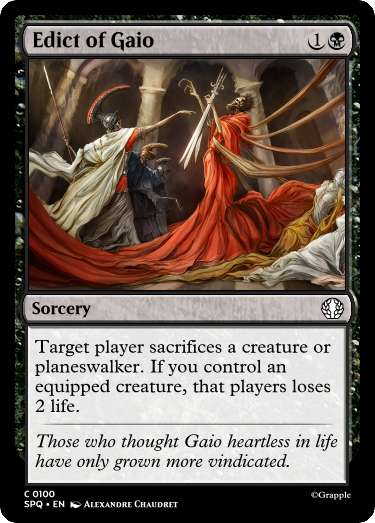 Edict of Gaio 1
Sorcery
Target player sacrifices a creature or
planeswalker. If you control an
equipped creature, that players loses
2 life.
Those who thought Gaio heartless in life
have only grown more vindicated.
C 0100
SPQ • EN Alexandre Chaudret
©Grapple